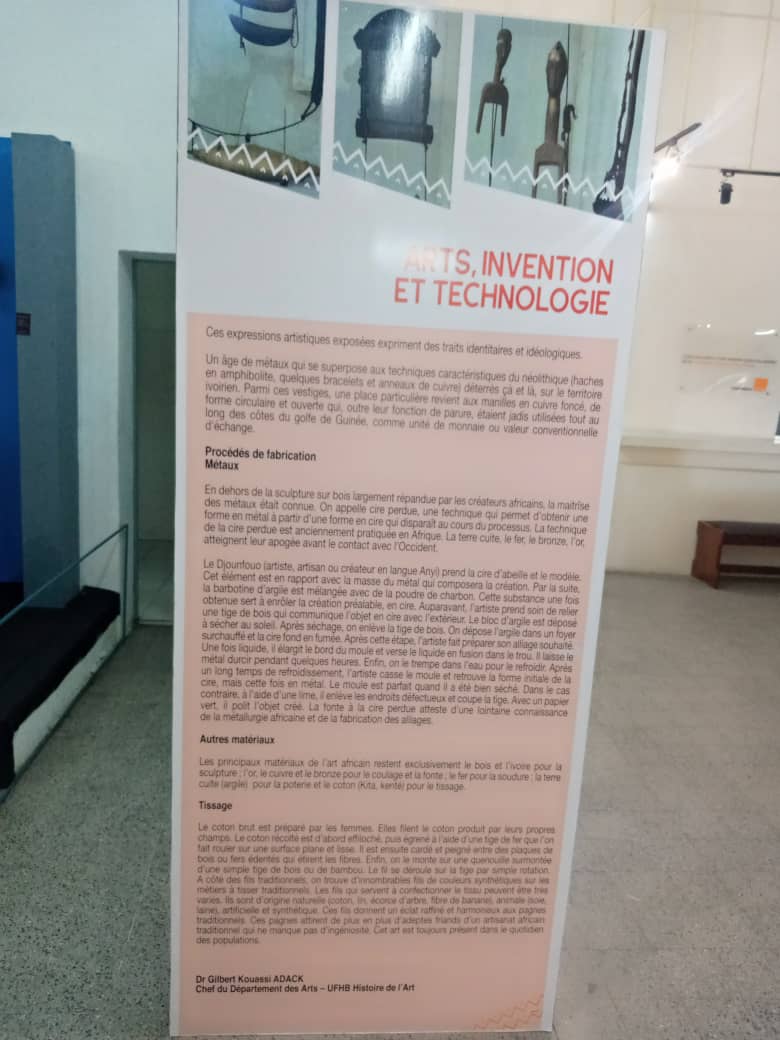 ARTS, INVENTION
ET TECHNOLOGIE
Ces expressions artistiques exposées expriment des traits identitaires et idéologiques.
Un âge de métaux qui se superpose aux techniques caractéristiques du néolithique (haches
en amphibolite, quelques bracelets et anneaux de cuivre) déterrés çà et là, sur le territoire
ivoirien. Parmi ces vestiges, une place particulière revient aux manilles en cuivre foncé, de
forme circulaire et ouverte qui, outre leur fonction de parure, étaient jadis utilisées tout au
long des côtes du golfe de Guinée, comme unité de monnaie ou valeur conventionnelle
d'échange.
Procédés de fabrication
Métaux
En dehors de la sculpture sur bois largement répandue par les créateurs africains, la maitrise
des métaux était connue. On appelle cire perdue, une technique qui permet d'obtenir une
forme en métal à partir d'une forme en cire qui disparaît au cours du processus. La technique
de la cire perdue est anciennement pratiquée en Afrique. La terre cuite, le fer, le bronze, l'or,
atteignent leur apogée avant le contact avec l'Occident.
Le Djounfouo (artiste, artisan ou créateur en langue Anyi) prend la cire d'abeille et le modèle.
Cet élément est en rapport avec la masse du métal qui composera la création. Par la suite,
la barbotine d'argile est mélangée avec de la poudre de charbon. Cette substance une fois
obtenue sert à enrôler la création préalable, en cire. Auparavant, l'artiste prend soin de relier
une tige de bois qui communique l'objet en cire avec l'extérieur. Le bloc d'argile est déposé
à sécher au soleil. Après séchage, on enlève la tige de bois. On dépose l'argile dans un foyer
surchauffé et la cire fond en fumée. Après cette étape, l'artiste fait préparer son alliage souhaité.
Une fois liquide, il élargit le bord du moule et verse le liquide en fusion dans le trou. Il laisse le
métal durcir pendant quelques heures. Enfin, on le trempe dans l'eau pour le refroidir. Après
un long temps de refroidissement, l'artiste casse le moule et retrouve la forme initiale de la
cire, mais cette fois en métal. Le moule est parfait quand il a été bien séché. Dans le cas
contraire, à l'aide d'une lime, il enlève les endroits défectueux et coupe la tige. Avec un papier
vert, il polit l'objet créé. La fonte à la cire perdue atteste d'une lointaine connaissance
de la métallurgie africaine et de la fabrication des alliages.
Autres matériaux
Les principaux matériaux de l'art africain restent exclusivement le bois et l'ivoire pour la
sculpture ; l'or, le cuivre et le bronze pour le coulage et la fonte ; le fer pour la soudure ; la terre
cuite (argile) pour la poterie et le coton (Kita, kenté) pour le tissage.
Tissage
Le coton brut est préparé par les femmes. Elles filent le coton produit par leurs propres
champs. Le coton récolté est d'abord effiloché, puis égrené à l'aide d'une tige de fer que l'on
fait rouler sur une surface plane et lisse. Il est ensuite cardé et peigné entre des plaques de
bois ou fers édentés qui étirent les fibres. Enfin, on le monte sur une quenouille surmontée
d'une simple tige de bois ou de bambou. Le fil se déroule sur la tige par simple rotation.
A côté des fils traditionnels, on trouve d'innombrables fils de couleurs synthétiques sur les
métiers à tisser traditionnels. Les fils qui servent à confectionner le tissu peuvent être très
variés. Ils sont d'origine naturelle (coton, lin, écorce d'arbre, fibre de banane), animale (soie,
laine), artificielle et synthétique. Ces fils donnent un éclat raffiné et harmonieux aux pagnes
traditionnels. Ces pagnes attirent de plus en plus d'adeptes friands d'un artisanat africain
traditionnel qui ne manque pas d'ingéniosité. Cet art est toujours présent dans le quotidien
des populations.
Dr Gilbert Kouassi ADACK
Chef du Département des Arts – UFHB Histoire de l'Art